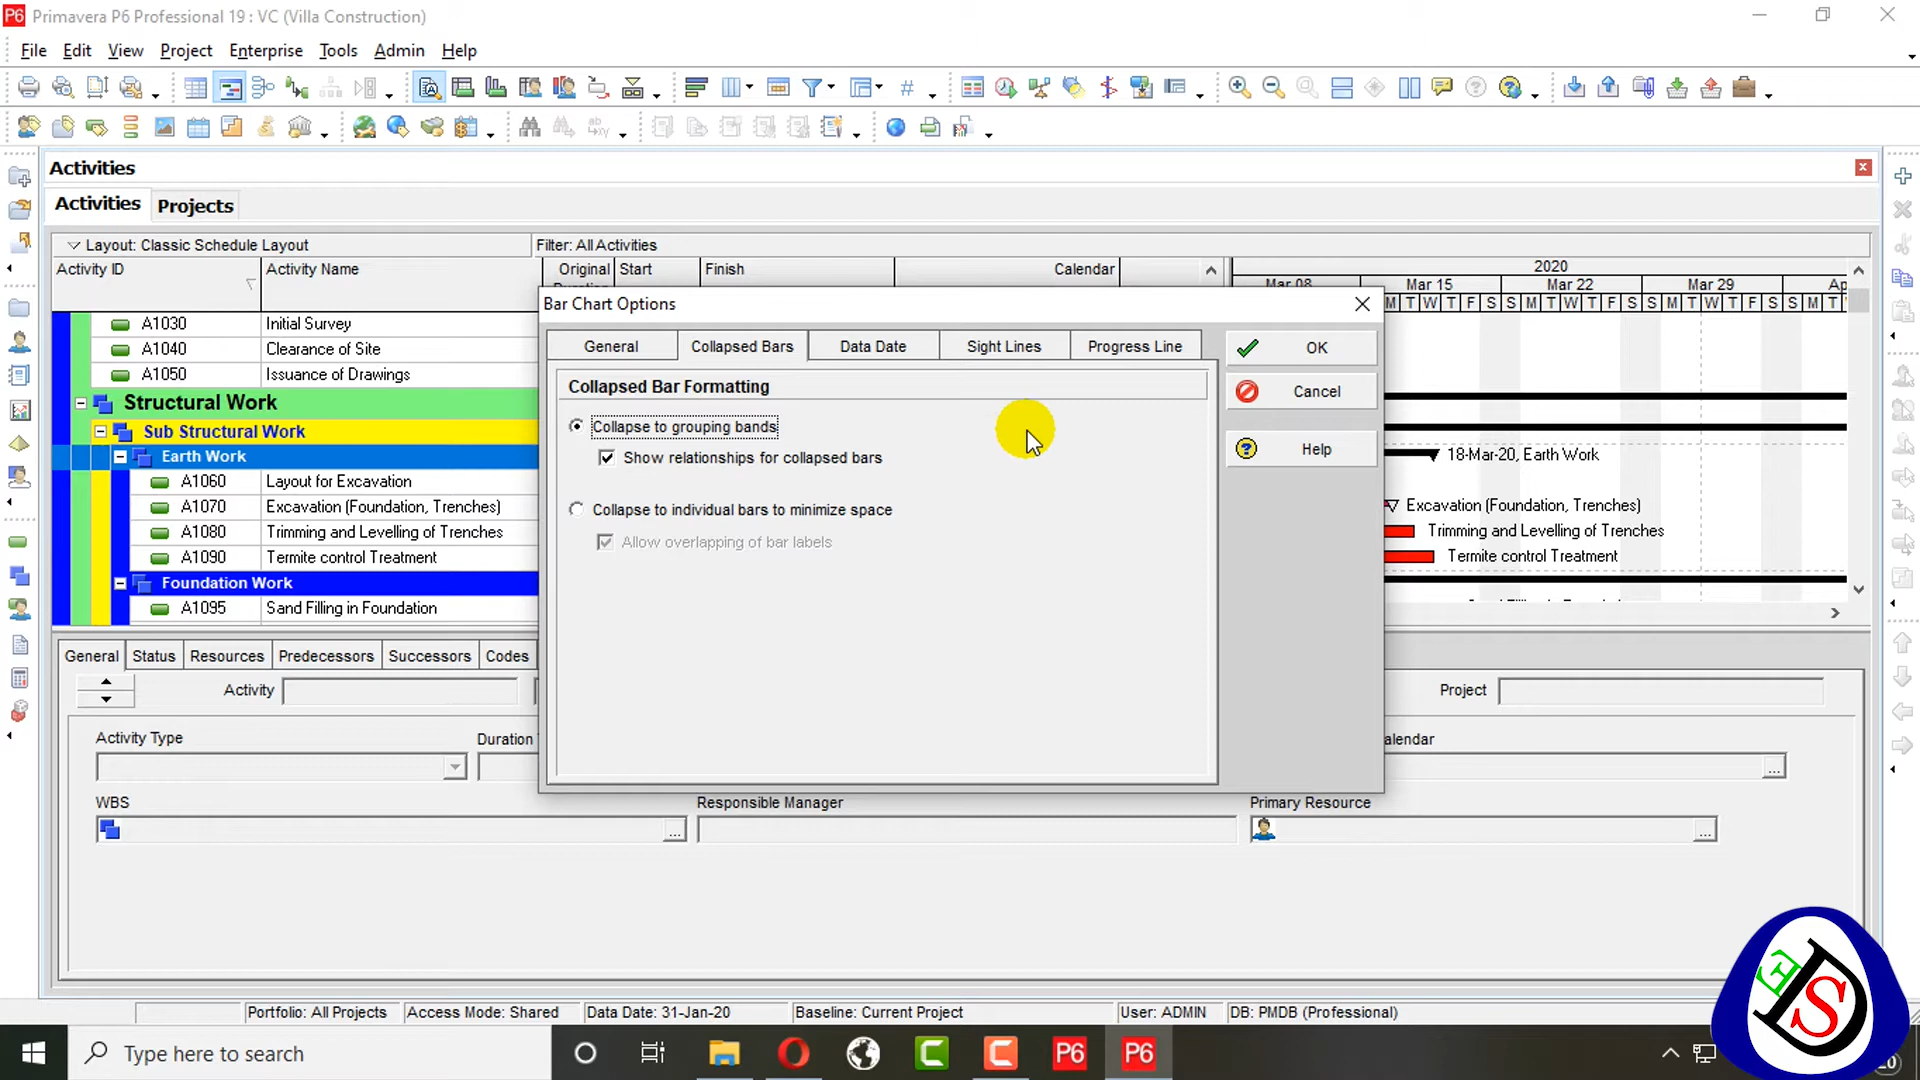 P6 Primavera P6 Professional 19 : VC (Villa Construction)
File Edit View Project Enterprise Tools Admin Help
Activities
Activities Projects
Layout: Classic Schedule Layout Filter: All Activities
Activity ID Activity Name Original Start Finish Calendar 2020
Mar 15 Mar 22 Mar 29
M T W T F S S M T W T F S S M T W T F S S M T
Bar Chart Options
General Collapsed Bars Data Date Sight Lines Progress Line
OK
Cancel
Help
Collapsed Bar Formatting
Collapse to grouping bands
Show relationships for collapsed bars
Collapse to individual bars to minimize space
Allow overlapping of bar labels
A1030 Initial Survey
A1040 Clearance of Site
A1050 Issuance of Drawings
Structural Work
Sub Structural Work
Earth Work 18-Mar-20, Earth Work
A1060 Layout for Excavation
A1070 Excavation (Foundation, Trenches) Excavation (Foundation, Trenches)
A1080 Trimming and Levelling of Trenches Trimming and Levelling of Trenches
A1090 Termite control Treatment Termite control Treatment
Foundation Work
A1095 Sand Filling in Foundation
General Status Resources Predecessors Successors Codes
Activity Project
Activity Type Duration
WBS Responsible Manager Primary Resource
Portfolio: All Projects Access Mode: Shared Data Date: 31-Jan-20 Baseline: Current Project User: ADMIN DB: PMDB (Professional)
Type here to search P6 P6